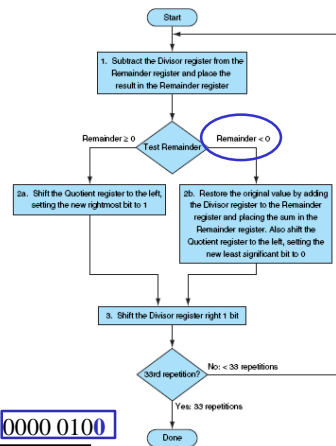 Start
1. Subtract the Divisor register from the
Remainder register and place the
result in the Remainder register
Remainder ≥ 0
Test Remainder
Remainder < 0
2a. Shift the Quotient register to the left,
setting the new rightmost bit to 1
2b. Restore the original value by adding
the Divisor register to the Remainder
register and placing the sum in the
Remainder register. Also shift the
Quotient register to the left, setting the
new least significant bit to 0
3. Shift the Divisor register right 1 bit
33rd repetition?
No: < 33 repetitions
Yes: 33 repetitions
0000 0100
Done